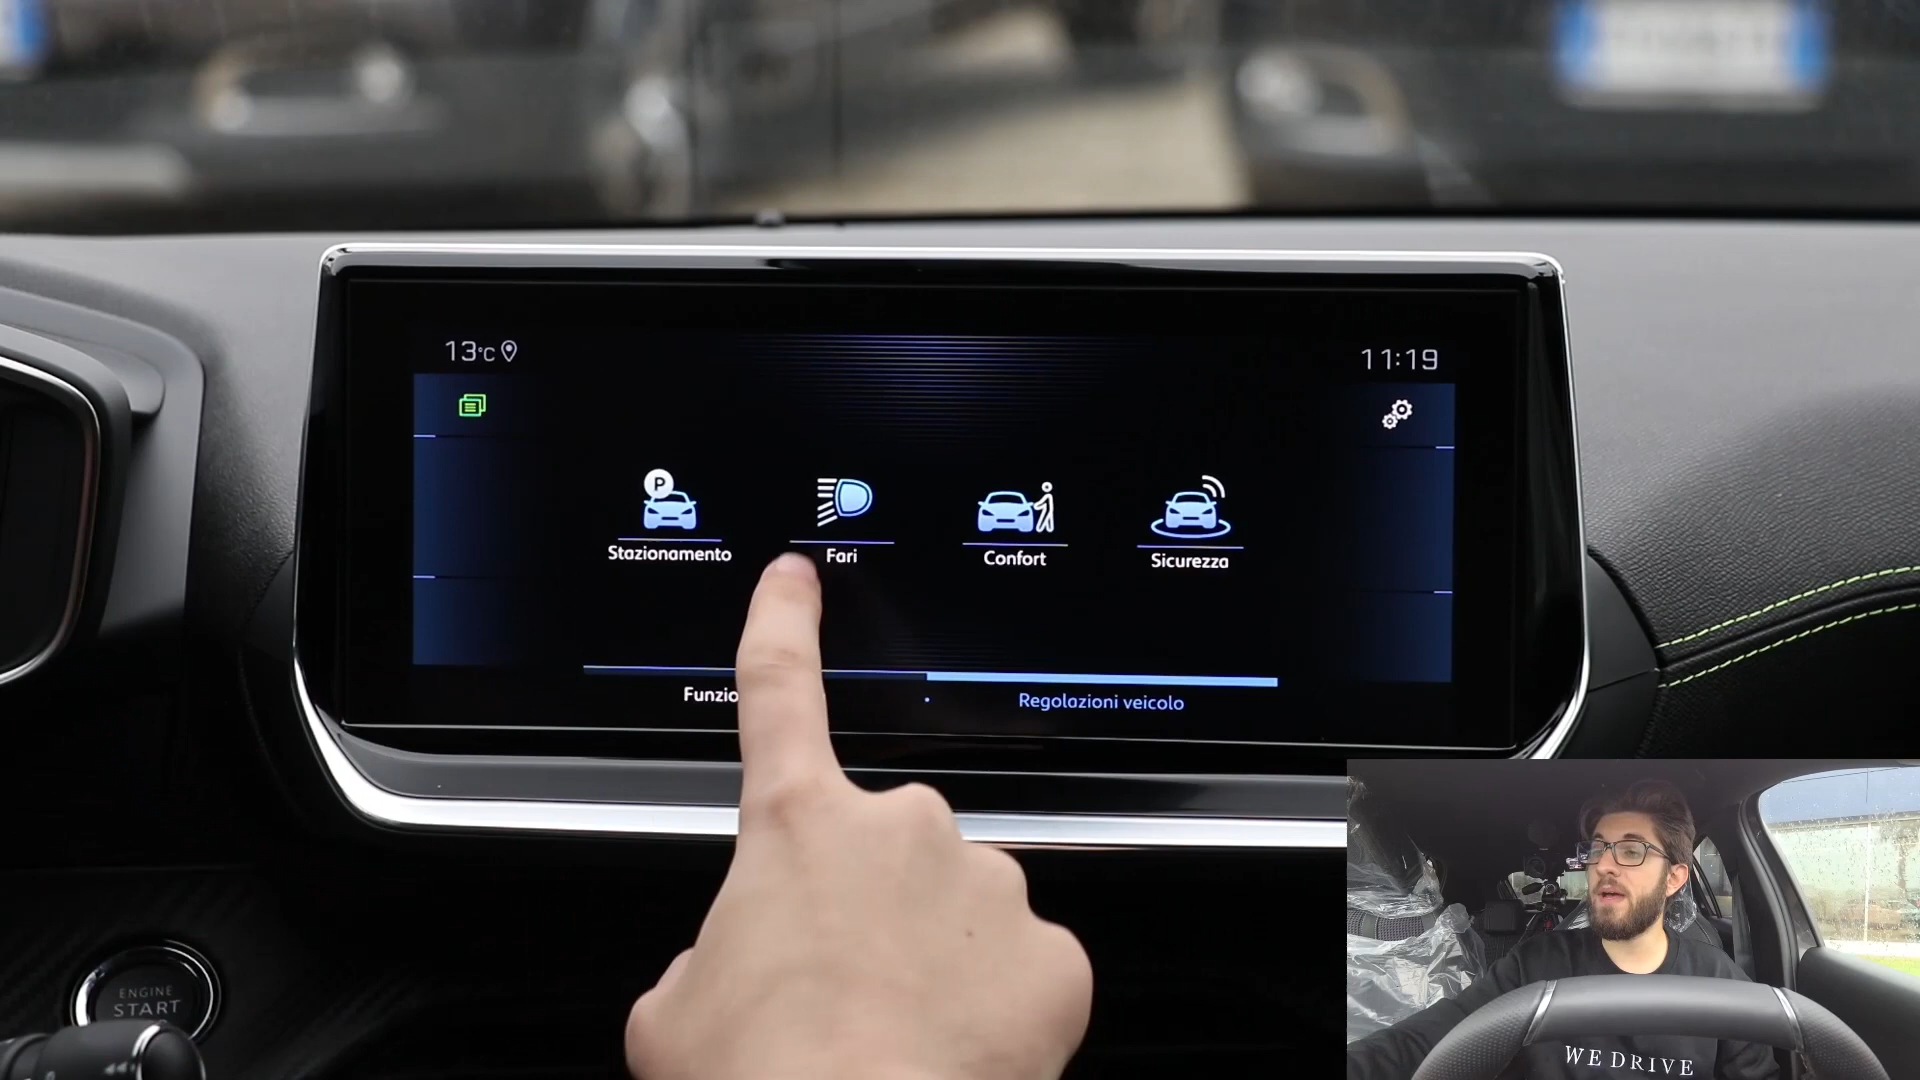 13°C
11:19
P
Stazionamento
Fari
Confort
Sicurezza
Funzio
Regolazioni veicolo
ENGINE
START
WE DRIVE